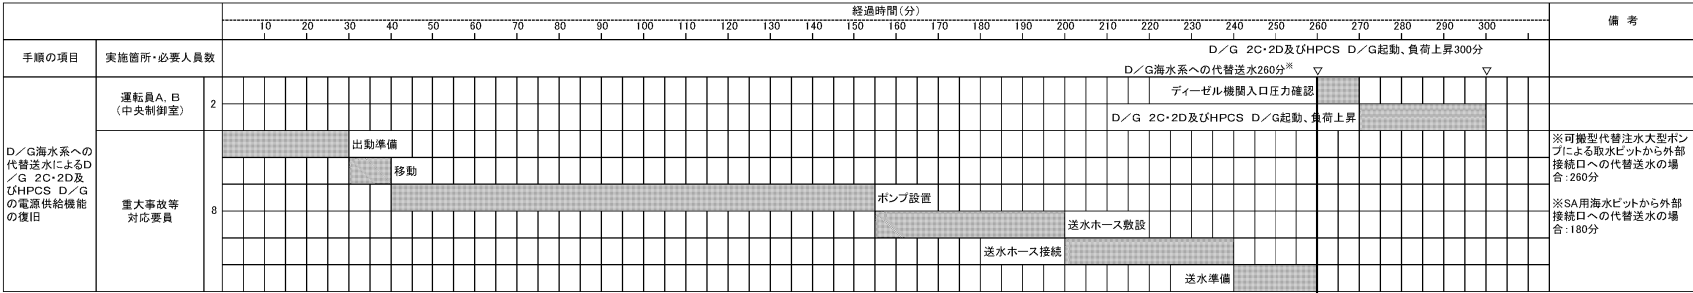 経過時間(分)
備 考
10 20 30 40 50 60 70 80 90 100 110 120 130 140 150 160 170 180 190 200 210 220 230 240 250 260 270 280 290 300
手順の項目
実施箇所・必要人員数
D/G 2C・2D及びHPCS D/G起動、負荷上昇300分
D/G海水系への代替送水260分※
D/G海水系への
代替送水によるD
/G 2C・2D及
びHPCS D/G
の電源供給機能
の復旧
運転員A, B
(中央制御室)
2
ディーゼル機関入口圧力確認
D/G 2C・2D及びHPCS D/G起動、負荷上昇
重大事故等
対応要員
8
出動準備
移動
ポンプ設置
送水ホース敷設
送水ホース接続
送水準備
※可搬型代替注水大型ポン
プによる取水ピットから外部
接続口への代替送水の場
合:260分
※SA用海水ピットから外部
接続口への代替送水の場
合:180分